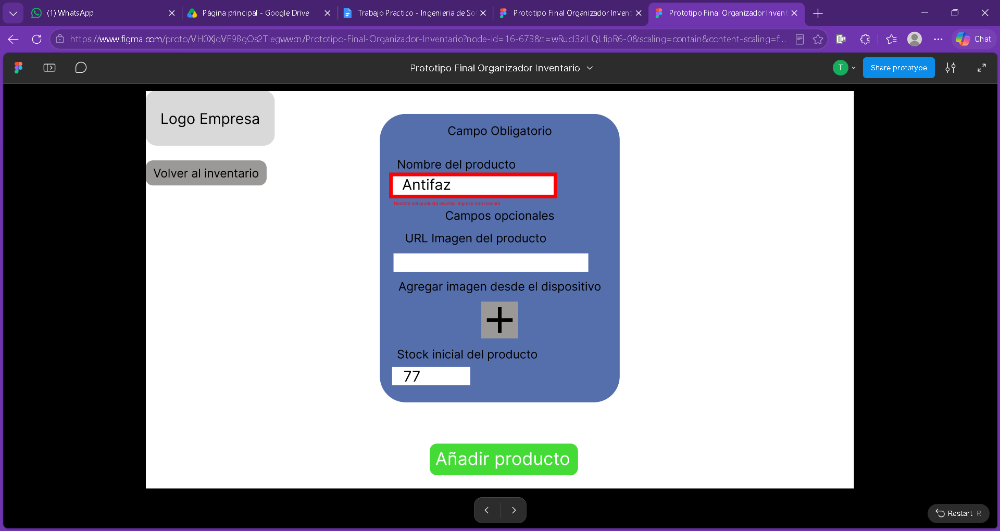 (1) WhatsApp
Página principal - Google Drive
Trabajo Practico - Ingenieria de So
Prototipo Final Organizador Invent
Prototipo Final Organizador Invent
https://www.figma.com/proto/VH0XjqVF9BgOs2TIegwwcn/Prototipo-Final-Organizador-Inventario?node-id=16-673&t=wRucI3zILQLfipR6-0&scaling=contain&content-scaling=f...
Chat
Prototipo Final Organizador Inventario
T
Share prototype
Logo Empresa
Volver al inventario
Campo Obligatorio
Nombre del producto
Antifaz
Nombre del producto invalido. Ingrese otro nombre
Campos opcionales
URL Imagen del producto
Agregar imagen desde el dispositivo
Stock inicial del producto
77
Añadir producto
Restart R